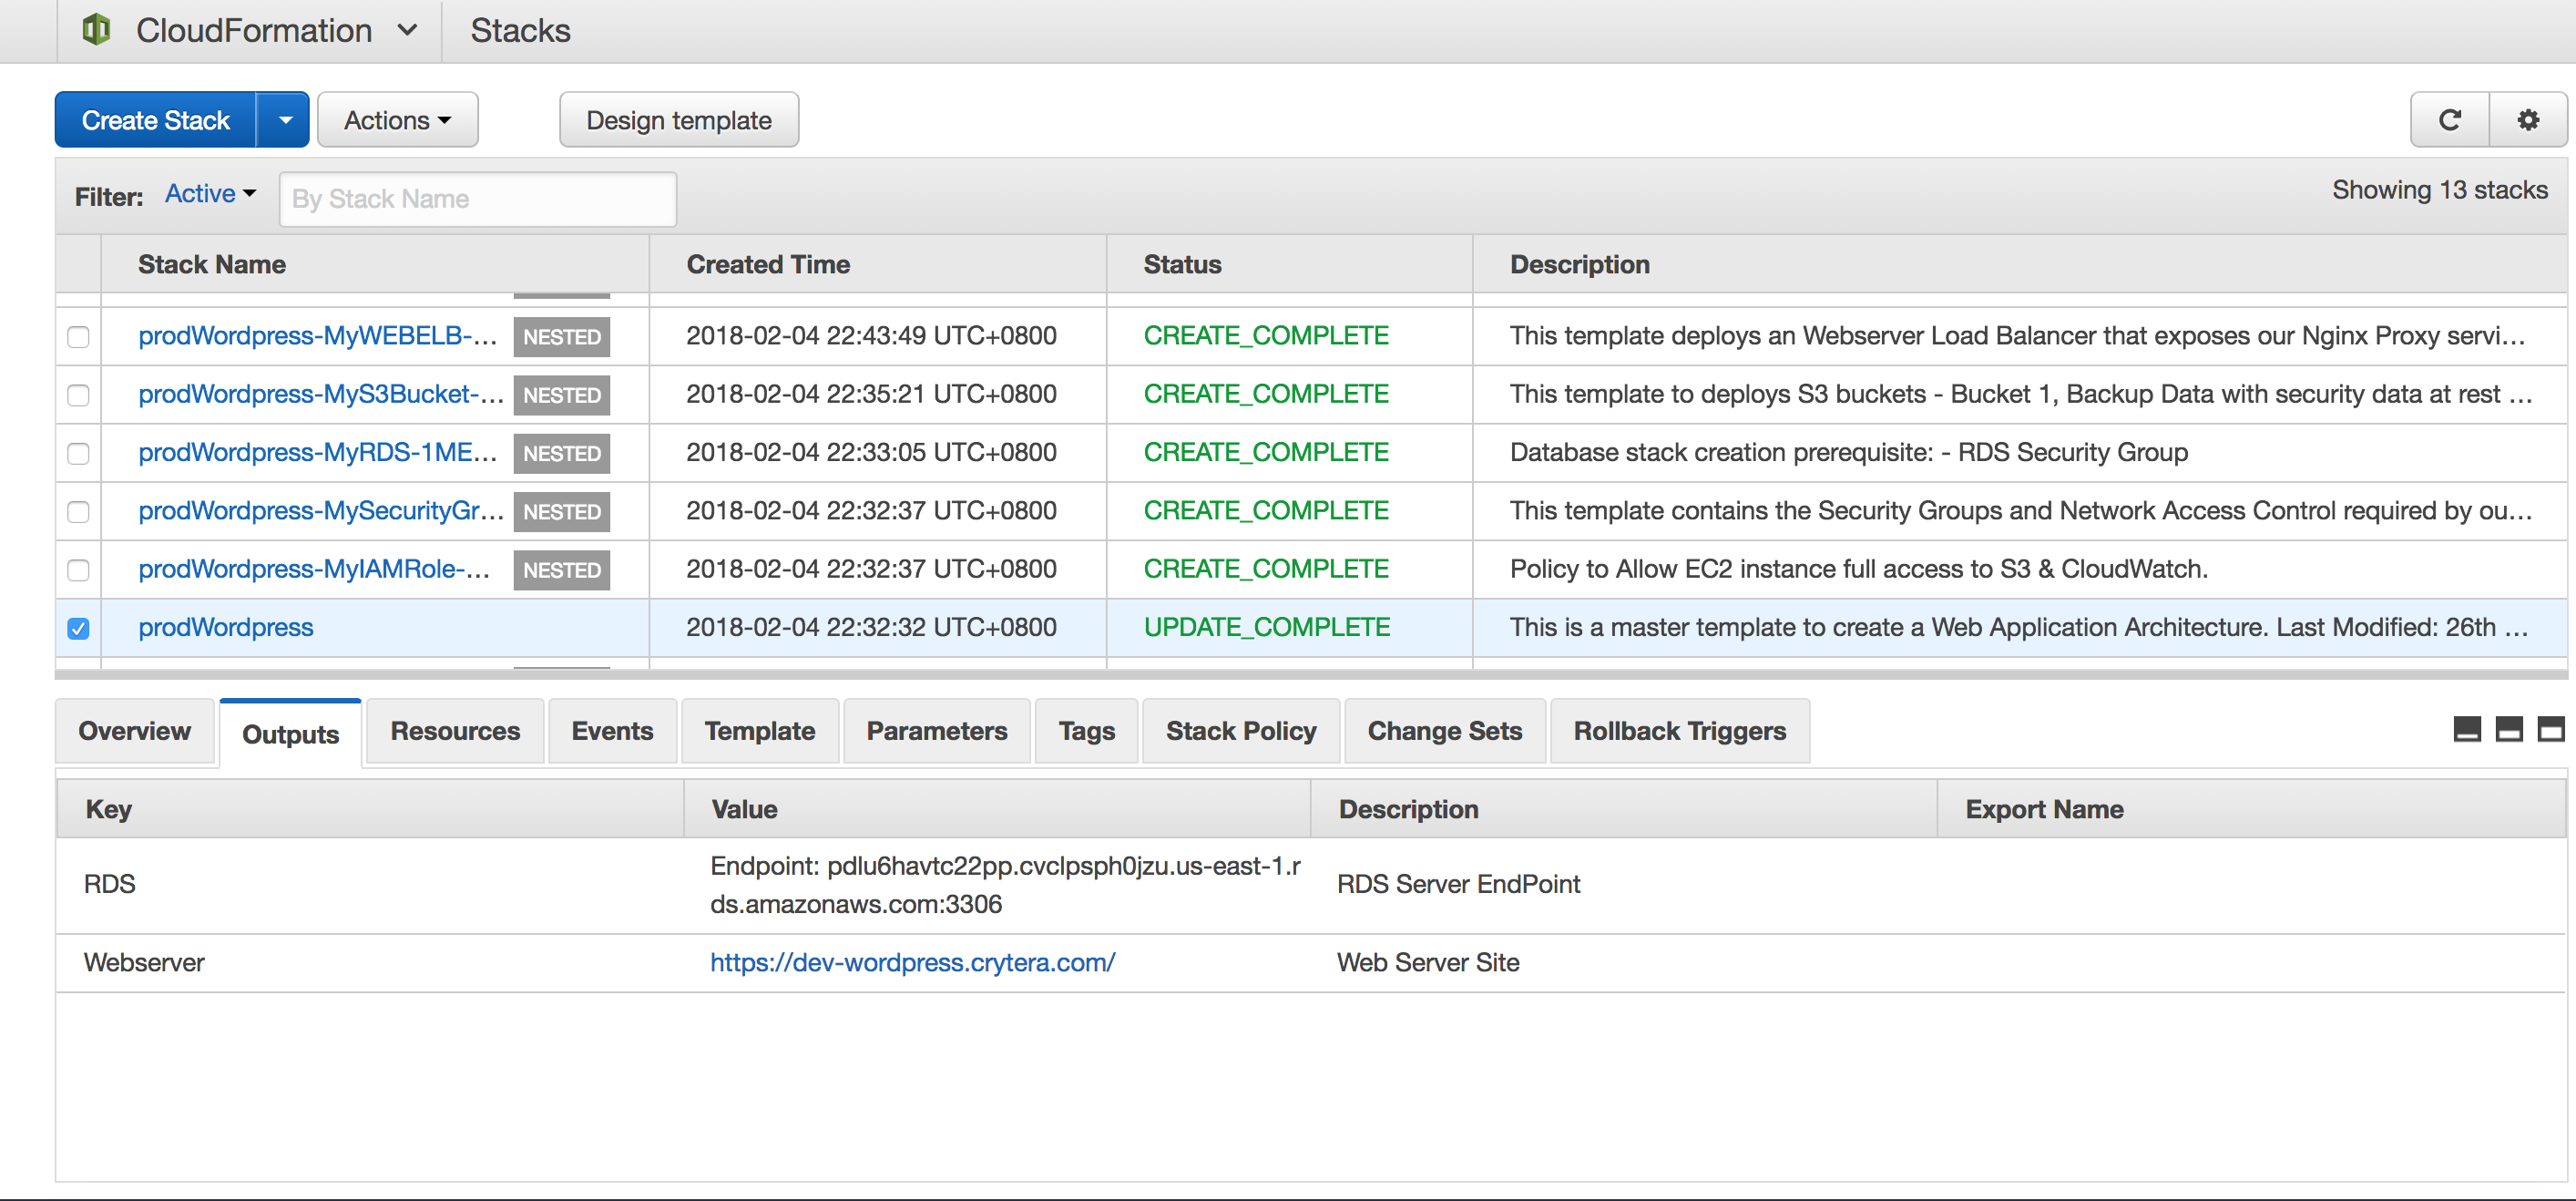 CloudFormation Stacks
Create Stack Actions Design template
Filter: Active By Stack Name Showing 13 stacks
Stack Name Created Time Status Description
prodWordpress-MyWEBELB-... NESTED 2018-02-04 22:43:49 UTC+0800 CREATE_COMPLETE This template deploys an Webserver Load Balancer that exposes our Nginx Proxy servi...
prodWordpress-MyS3Bucket-... NESTED 2018-02-04 22:35:21 UTC+0800 CREATE_COMPLETE This template to deploys S3 buckets - Bucket 1, Backup Data with security data at rest ...
prodWordpress-MyRDS-1ME... NESTED 2018-02-04 22:33:05 UTC+0800 CREATE_COMPLETE Database stack creation prerequisite: - RDS Security Group
prodWordpress-MySecurityGr... NESTED 2018-02-04 22:32:37 UTC+0800 CREATE_COMPLETE This template contains the Security Groups and Network Access Control required by ou...
prodWordpress-MyIAMRole-... NESTED 2018-02-04 22:32:37 UTC+0800 CREATE_COMPLETE Policy to Allow EC2 instance full access to S3 & CloudWatch.
prodWordpress 2018-02-04 22:32:32 UTC+0800 UPDATE_COMPLETE This is a master template to create a Web Application Architecture. Last Modified: 26th ...
Overview Outputs Resources Events Template Parameters Tags Stack Policy Change Sets Rollback Triggers
Key Value Description Export Name
RDS Endpoint: pdlu6havtc22pp.cvclpsph0jzu.us-east-1.r
ds.amazonaws.com:3306 RDS Server EndPoint
Webserver https://dev-wordpress.crytera.com/ Web Server Site